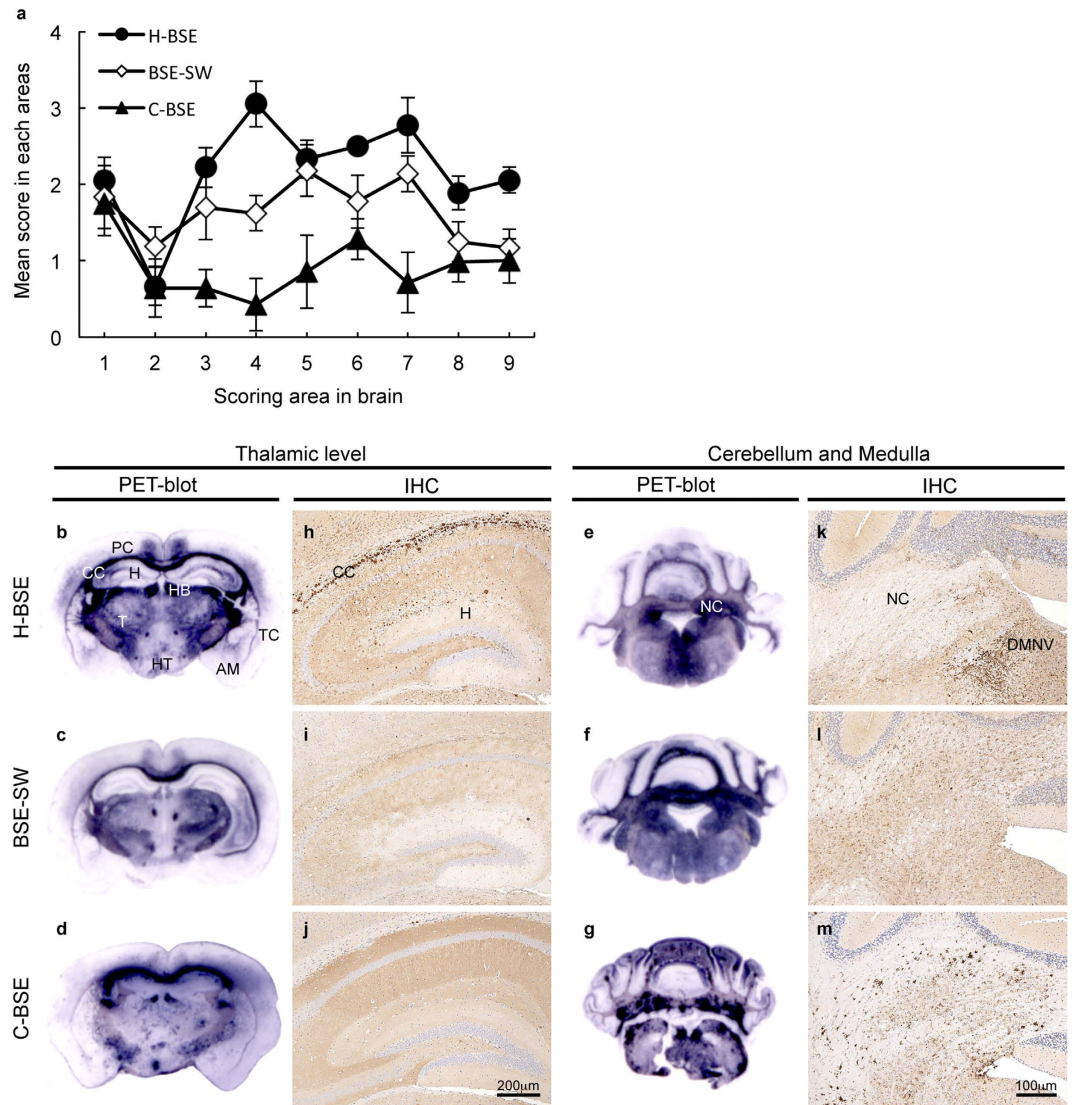 a
4
3
2
1
0
Mean score in each areas
H-BSE
BSE-SW
C-BSE
1 2 3 4 5 6 7 8 9
Scoring area in brain
Thalamic level
Cerebellum and Medulla
PET-blot
IHC
PET-blot
IHC
H-BSE
b
PC
CC
H
HB
T
TC
HT
AM
h
CC
H
e
NC
k
NC
DMNV
BSE-SW
c
i
f
l
C-BSE
d
j
200μm
g
m
100μm